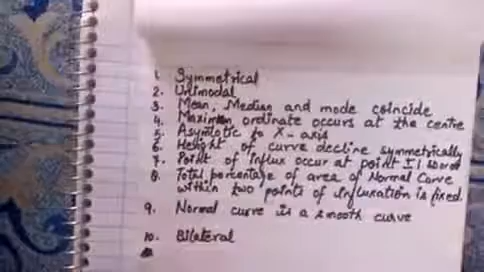 1. Symmetrical
2. Unimodal
3. Mean, Median and mode coincide
4. Maximum ordinate occurs at the centre
5. Asymtotic to X-axis
6. Height of curve decline symmetrically
7. Point of Influx occur at point ±1
8. Total percentage of area of Normal Curve
within two points of influxation is fixed.
9. Normal curve is a smooth curve
10. Bilateral